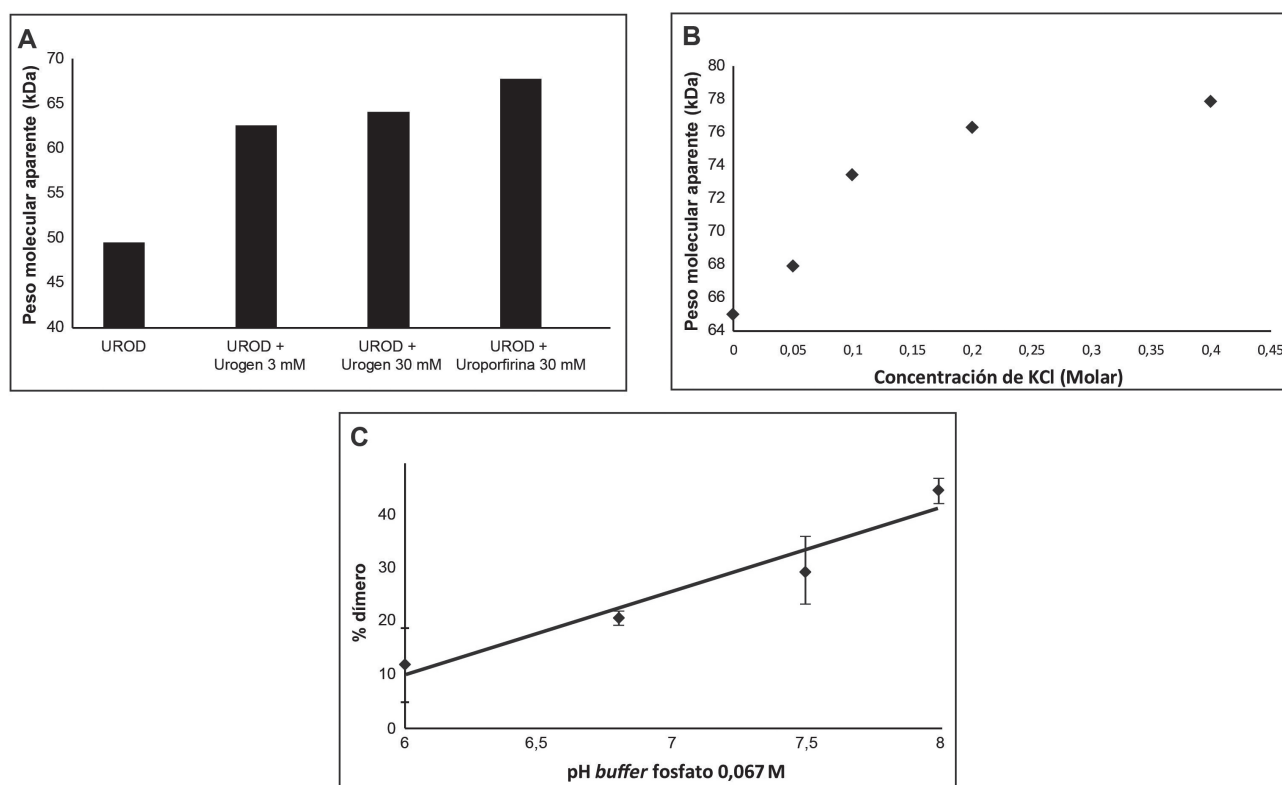 A
Peso molecular aparente (kDa)
70
65
60
55
50
45
40
UROD
UROD +
Urogen 3 mM
UROD +
Urogen 30 mM
UROD +
Uroporfirina 30 mM
B
Peso molecular aparente (kDa)
80
78
76
74
72
70
68
66
64
0 0,05 0,1 0,15 0,2 0,25 0,3 0,35 0,4 0,45
Concentración de KCl (Molar)
C
% dímero
40
30
20
10
0
6 6,5 7 7,5 8
pH buffer fosfato 0,067 M